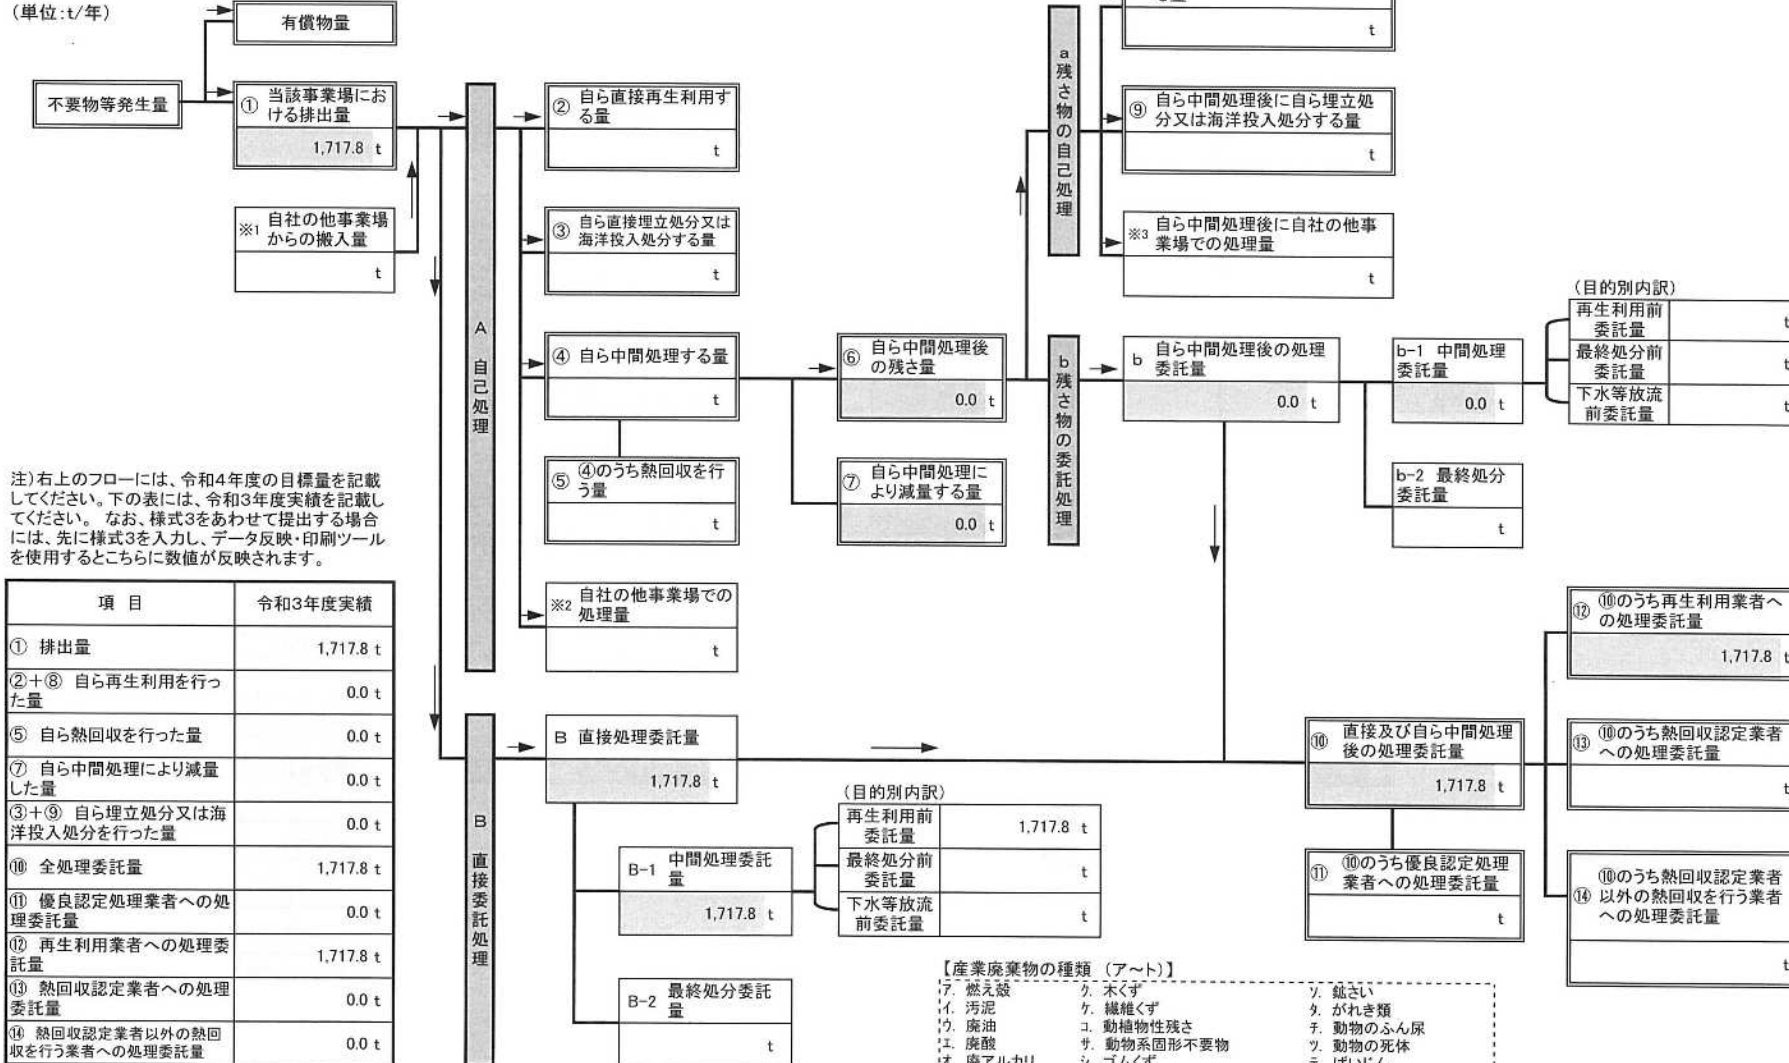 (単位:t/年)
有償物量
不要物等発生量
① 当該事業場にお
ける排出量
1,717.8 t
※1 自社の他事業場
からの搬入量
t
A 自己処理
② 自ら直接再生利用す
る量
t
③ 自ら直接埋立処分又は
海洋投入処分する量
t
④ 自ら中間処理する量
t
⑤ ④のうち熱回収を行
う量
t
※2 自社の他事業場での
処理量
t
⑥ 自ら中間処理後
の残さ量
0.0 t
⑦ 自ら中間処理に
より減量する量
0.0 t
a 残さ物の自己処理
t
⑨ 自ら中間処理後に自ら埋立処
分又は海洋投入処分する量
t
※3 自ら中間処理後に自社の他事
業場での処理量
t
b 残さ物の委託処理
b 自ら中間処理後の処理
委託量
0.0 t
b-1 中間処理
委託量
0.0 t
b-2 最終処分
委託量
t
(目的別内訳)
再生利用前
委託量
t
最終処分前
委託量
t
下水等放流
前委託量
t
注)右上のフローには、令和4年度の目標量を記載
してください。下の表には、令和3年度実績を記載し
てください。 なお、様式3をあわせて提出する場合
には、先に様式3を入力し、データ反映・印刷ツール
を使用するとこちらに数値が反映されます。
項 目 令和3年度実績
① 排出量 1,717.8 t
②+⑧ 自ら再生利用を行っ
た量 0.0 t
⑤ 自ら熱回収を行った量 0.0 t
⑦ 自ら中間処理により減量
した量 0.0 t
③+⑨ 自ら埋立処分又は海
洋投入処分を行った量 0.0 t
⑩ 全処理委託量 1,717.8 t
⑪ 優良認定処理業者への処
理委託量 0.0 t
⑫ 再生利用業者への処理委
託量 1,717.8 t
⑬ 熱回収認定業者への処理
委託量 0.0 t
⑭ 熱回収認定業者以外の熱回
収を行う業者への処理委託量 0.0 t
B 直接委託処理
B 直接処理委託量
1,717.8 t
B-1 中間処理委託
量
1,717.8 t
B-2 最終処分委託
量
t
(目的別内訳)
再生利用前
委託量
1,717.8 t
最終処分前
委託量
t
下水等放流
前委託量
t
⑩ 直接及び自ら中間処理
後の処理委託量
1,717.8 t
⑪ ⑩のうち優良認定処理
業者への処理委託量
t
⑫ ⑩のうち再生利用業者へ
の処理委託量
1,717.8 t
⑬ ⑩のうち熱回収認定業者
への処理委託量
t
⑭ ⑩のうち熱回収認定業者
以外の熱回収を行う業者
への処理委託量
t
【産業廃棄物の種類 (ア~ト)】
ア. 燃え殻 ク. 木くず ソ. 鉱さい
イ. 汚泥 ケ. 繊維くず タ. がれき類
ウ. 廃油 コ. 動植物性残さ チ. 動物のふん尿
エ. 廃酸 サ. 動物系固形不要物 ツ. 動物の死体